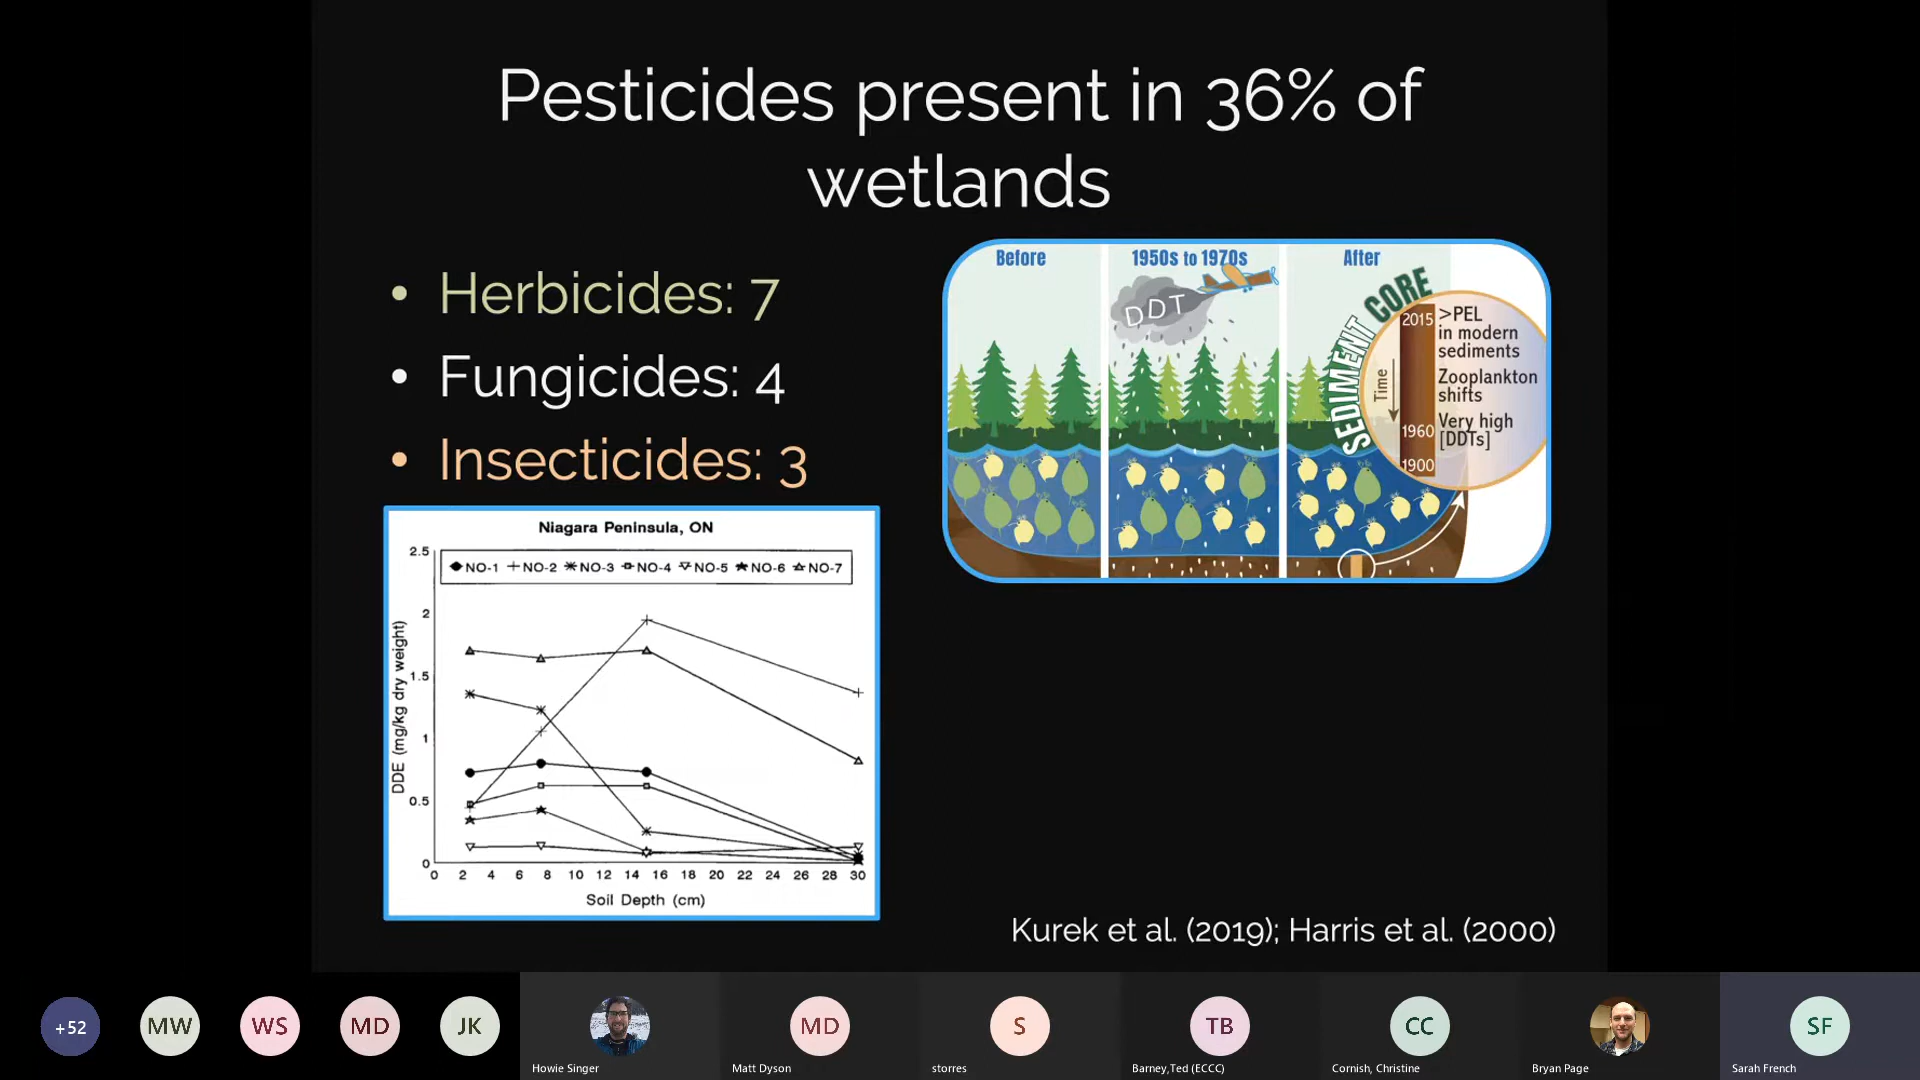 Pesticides present in 36% of
wetlands
• Herbicides: 7
• Fungicides: 4
• Insecticides: 3
Niagara Peninsula, ON
NO-1 NO-2 NO-3 NO-4 NO-5 NO-6 NO-7
DDE (mg/kg dry weight)
2.5
2
1.5
1
0.5
0
0 2 4 6 8 10 12 14 16 18 20 22 24 26 28 30
Soil Depth (cm)
Before
1950s to 1970s
After
DDT
SEDIMENT CORE
Time
2015
1960
1900
>PEL
in modern
sediments
Zooplankton
shifts
Very high
[DDTs]
Kurek et al. (2019); Harris et al. (2000)
+52
MW
WS
MD
JK
Howie Singer
MD
Matt Dyson
S
storres
TB
Barney,Ted (ECCC)
CC
Cornish, Christine
Bryan Page
SF
Sarah French